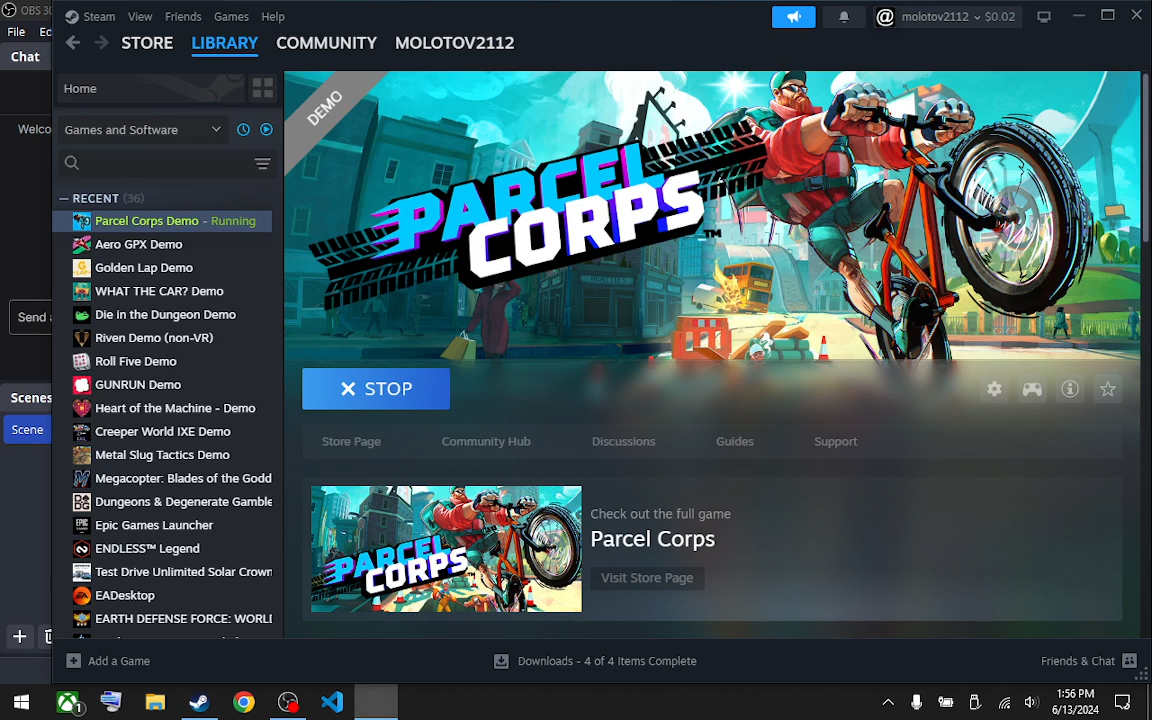 OBS 30
File
Ed
Chat
Welco
Send a
Scenes
Scene
Steam
View
Friends
Games
Help
molotov2112
$0.02
STORE
LIBRARY
COMMUNITY
MOLOTOV2112
Home
Games and Software
RECENT (36)
Parcel Corps Demo - Running
Aero GPX Demo
Golden Lap Demo
WHAT THE CAR? Demo
Die in the Dungeon Demo
Riven Demo (non-VR)
Roll Five Demo
GUNRUN Demo
Heart of the Machine - Demo
Creeper World IXE Demo
Metal Slug Tactics Demo
Megacopter: Blades of the Godd
Dungeons & Degenerate Gamble
Epic Games Launcher
ENDLESS™ Legend
Test Drive Unlimited Solar Crown
EADesktop
EARTH DEFENSE FORCE: WORLD
DEMO
PARCEL
CORPS™
STOP
Store Page
Community Hub
Discussions
Guides
Support
PARCEL
CORPS
Check out the full game
Parcel Corps
Visit Store Page
Add a Game
Downloads - 4 of 4 Items Complete
Friends & Chat
1
1:56 PM
6/13/2024